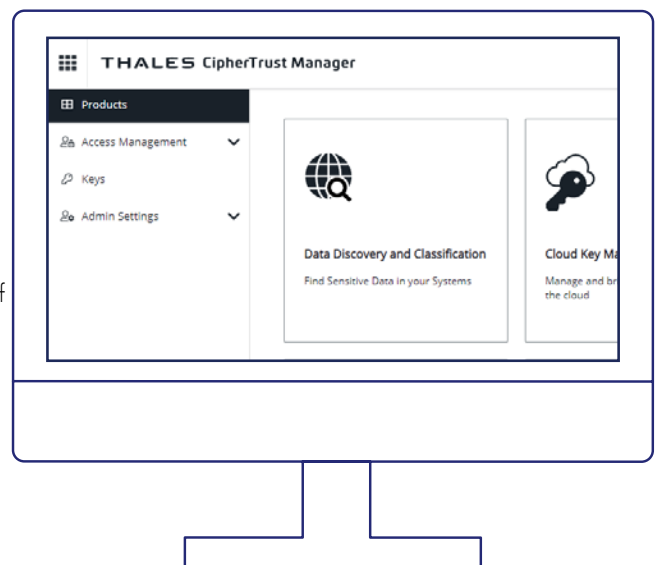 THALES CipherTrust Manager
Products
Access Management
Keys
Admin Settings
Data Discovery and Classification
Find Sensitive Data in your Systems
Cloud Key Ma
Manage and br
the cloud
f